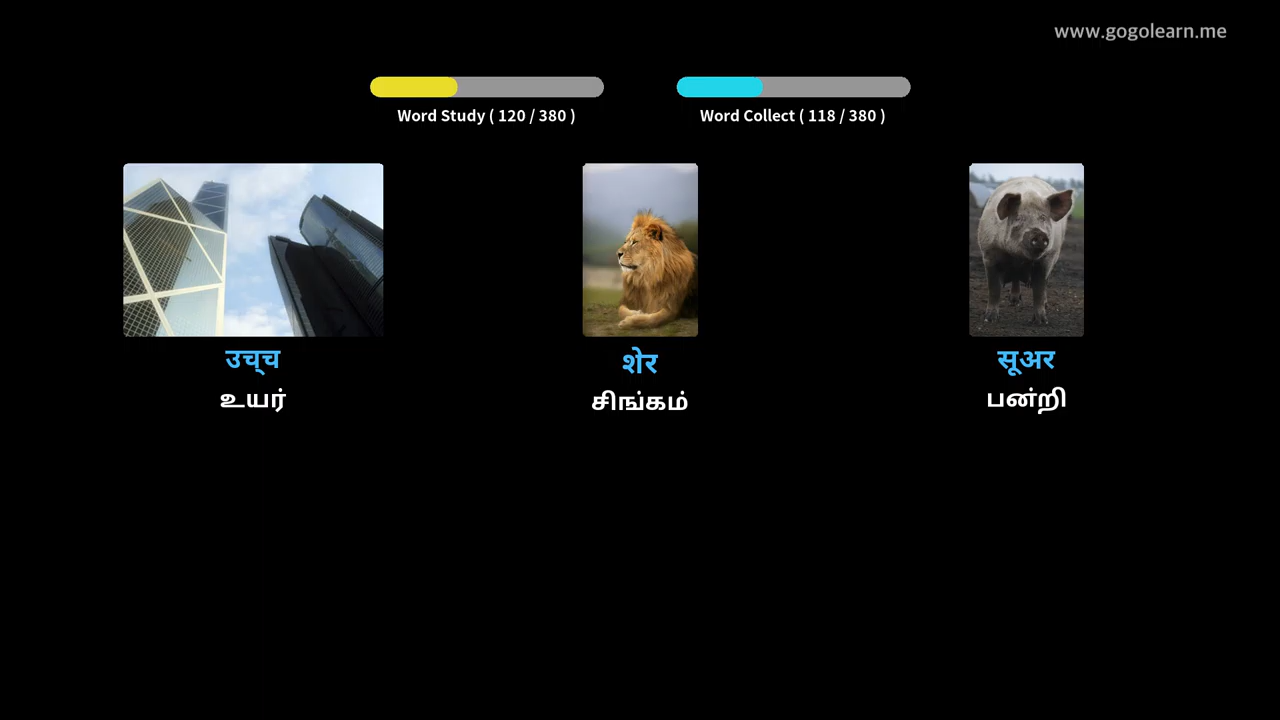 www.gogolearn.me
Word Study ( 120 / 380 )
Word Collect ( 118 / 380 )
उच्च
शेर
सूअर
உயர்
சிங்கம்
பன்றி